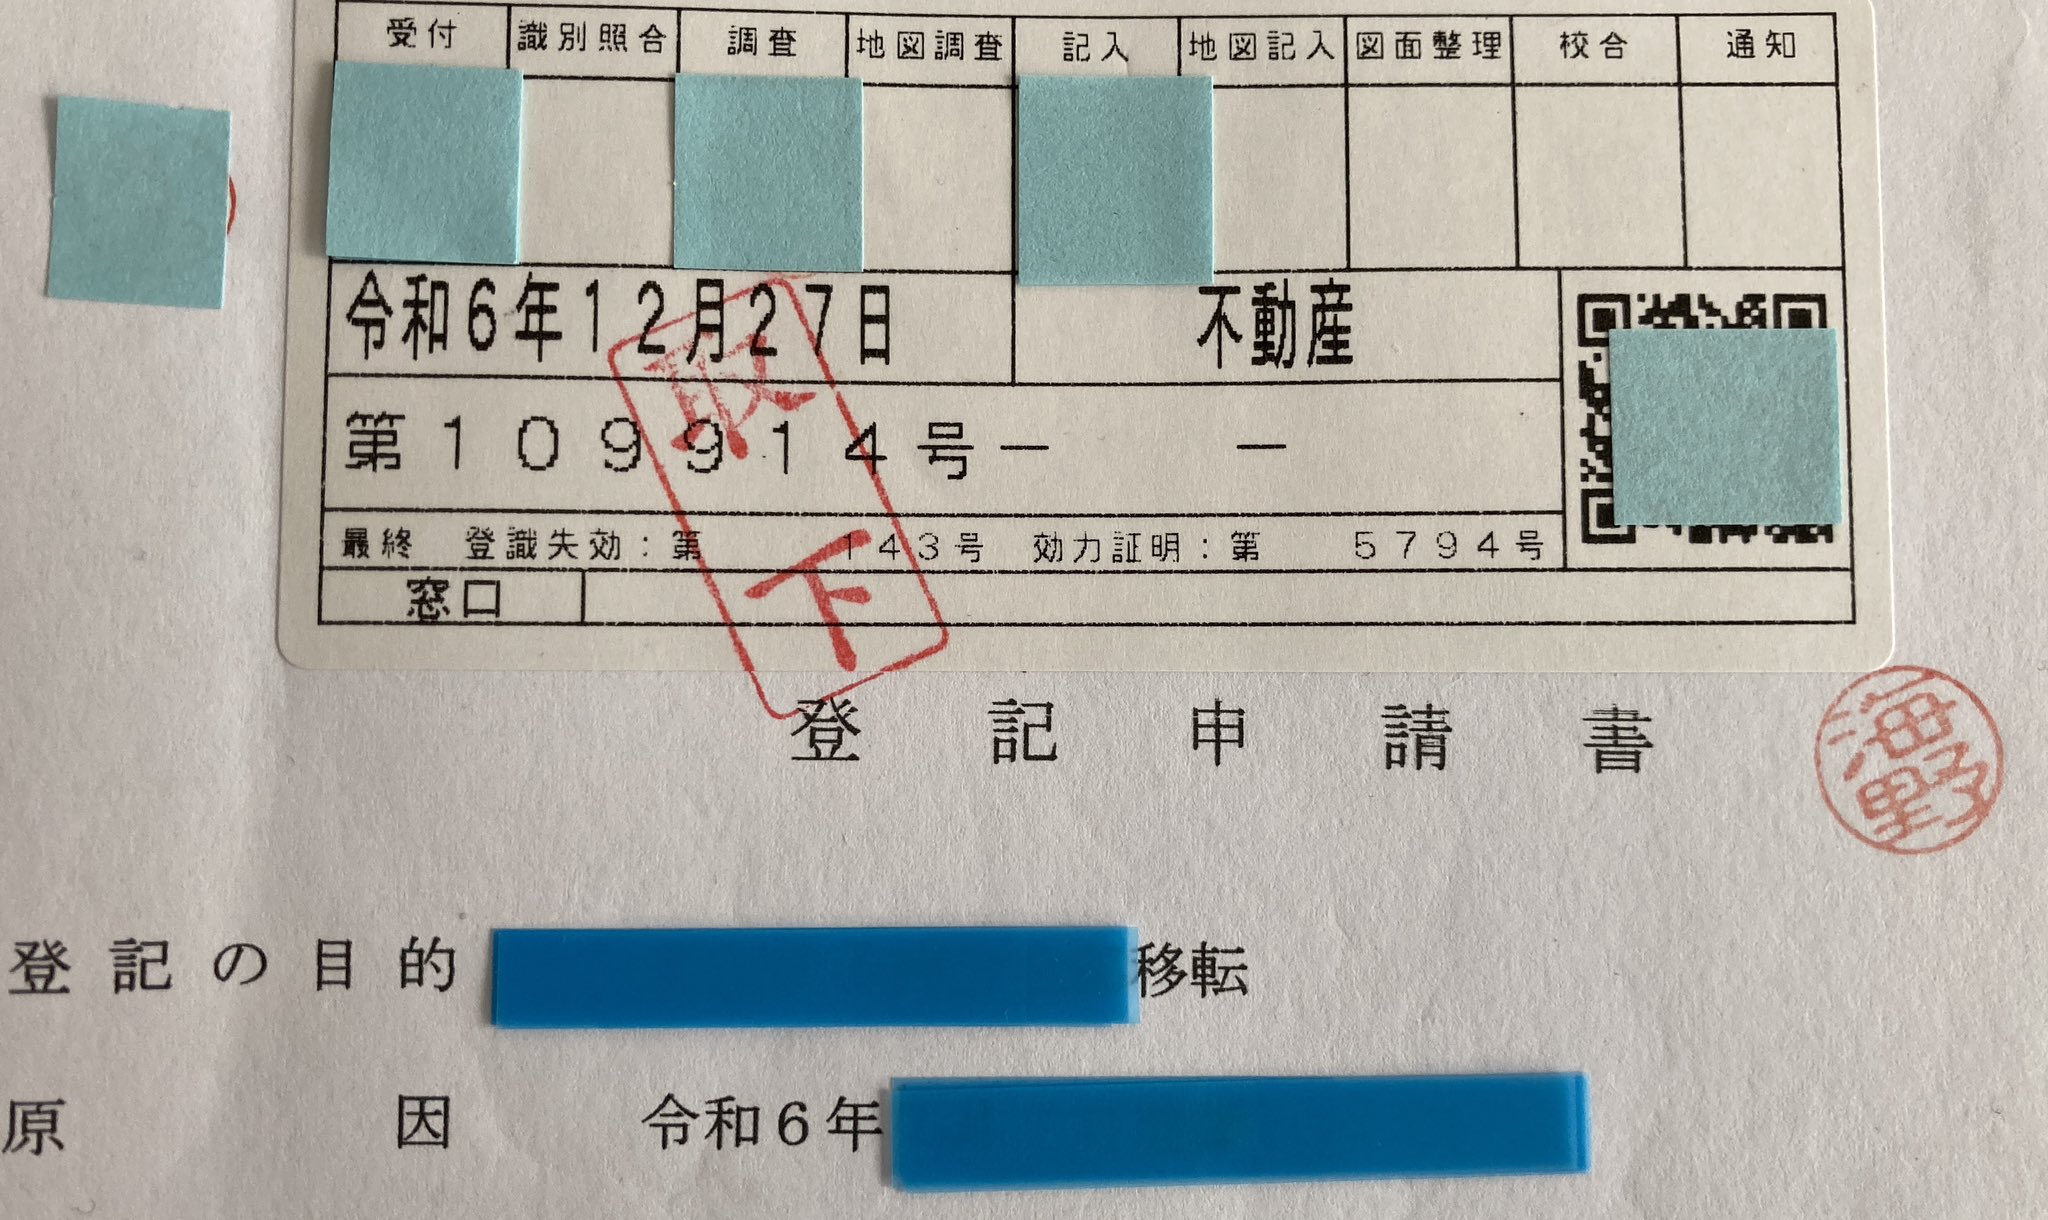 受付 識別照合 調査 地図調査 記入 地図記入 図面整理 校合 通知
令和6年12月27日 不動産
第109914号— —
取下
最終 登識失効：第 143号 効力証明：第 5794号
窓口
登記申請書
海野
登記の目的 移転
原因 令和6年